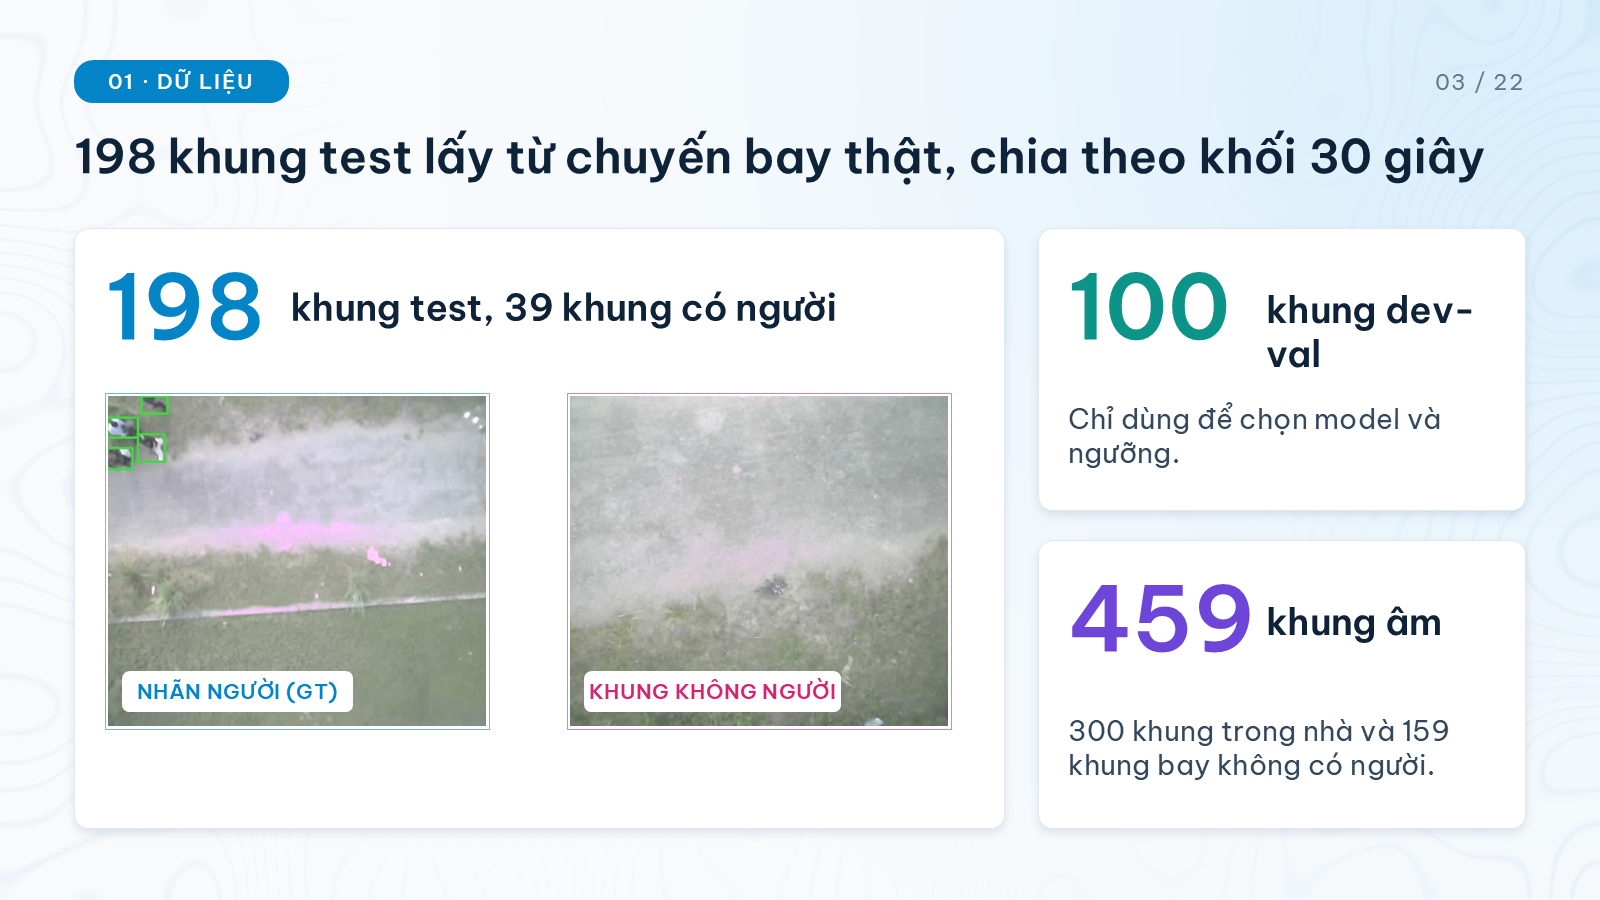 01 · DỮ LIỆU
03 / 22
198 khung test lấy từ chuyến bay thật, chia theo khối 30 giây
198 khung test, 39 khung có người
NHÃN NGƯỜI (GT)
KHUNG KHÔNG NGƯỜI
100 khung dev-
val
Chỉ dùng để chọn model và
ngưỡng.
459 khung âm
300 khung trong nhà và 159
khung bay không có người.